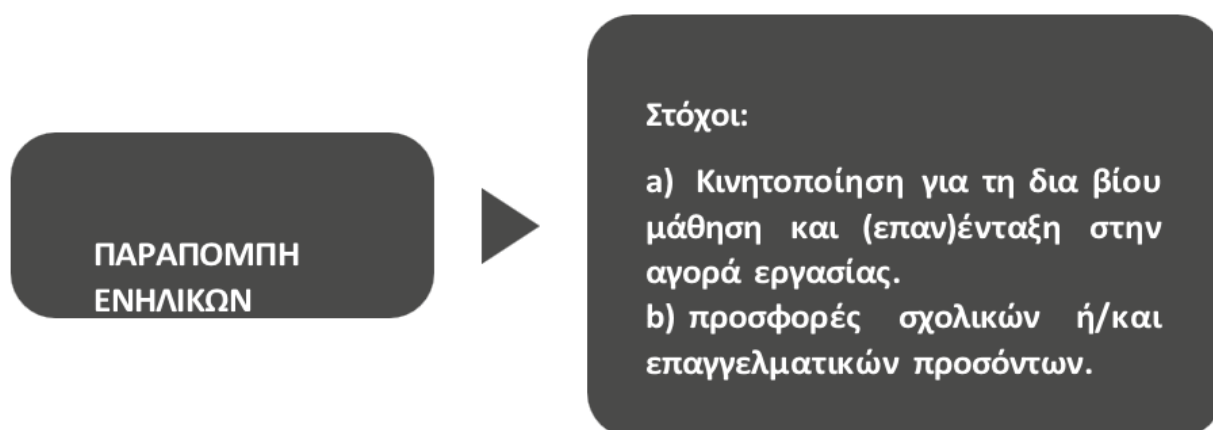 ΠΑΡΑΠΟΜΠΗ
ΕΝΗΛΙΚΩΝ
Στόχοι:
a) Κινητοποίηση για τη δια βίου
μάθηση και (επαν)ένταξη στην
αγορά εργασίας.
b) προσφορές σχολικών ή/και
επαγγελματικών προσόντων.